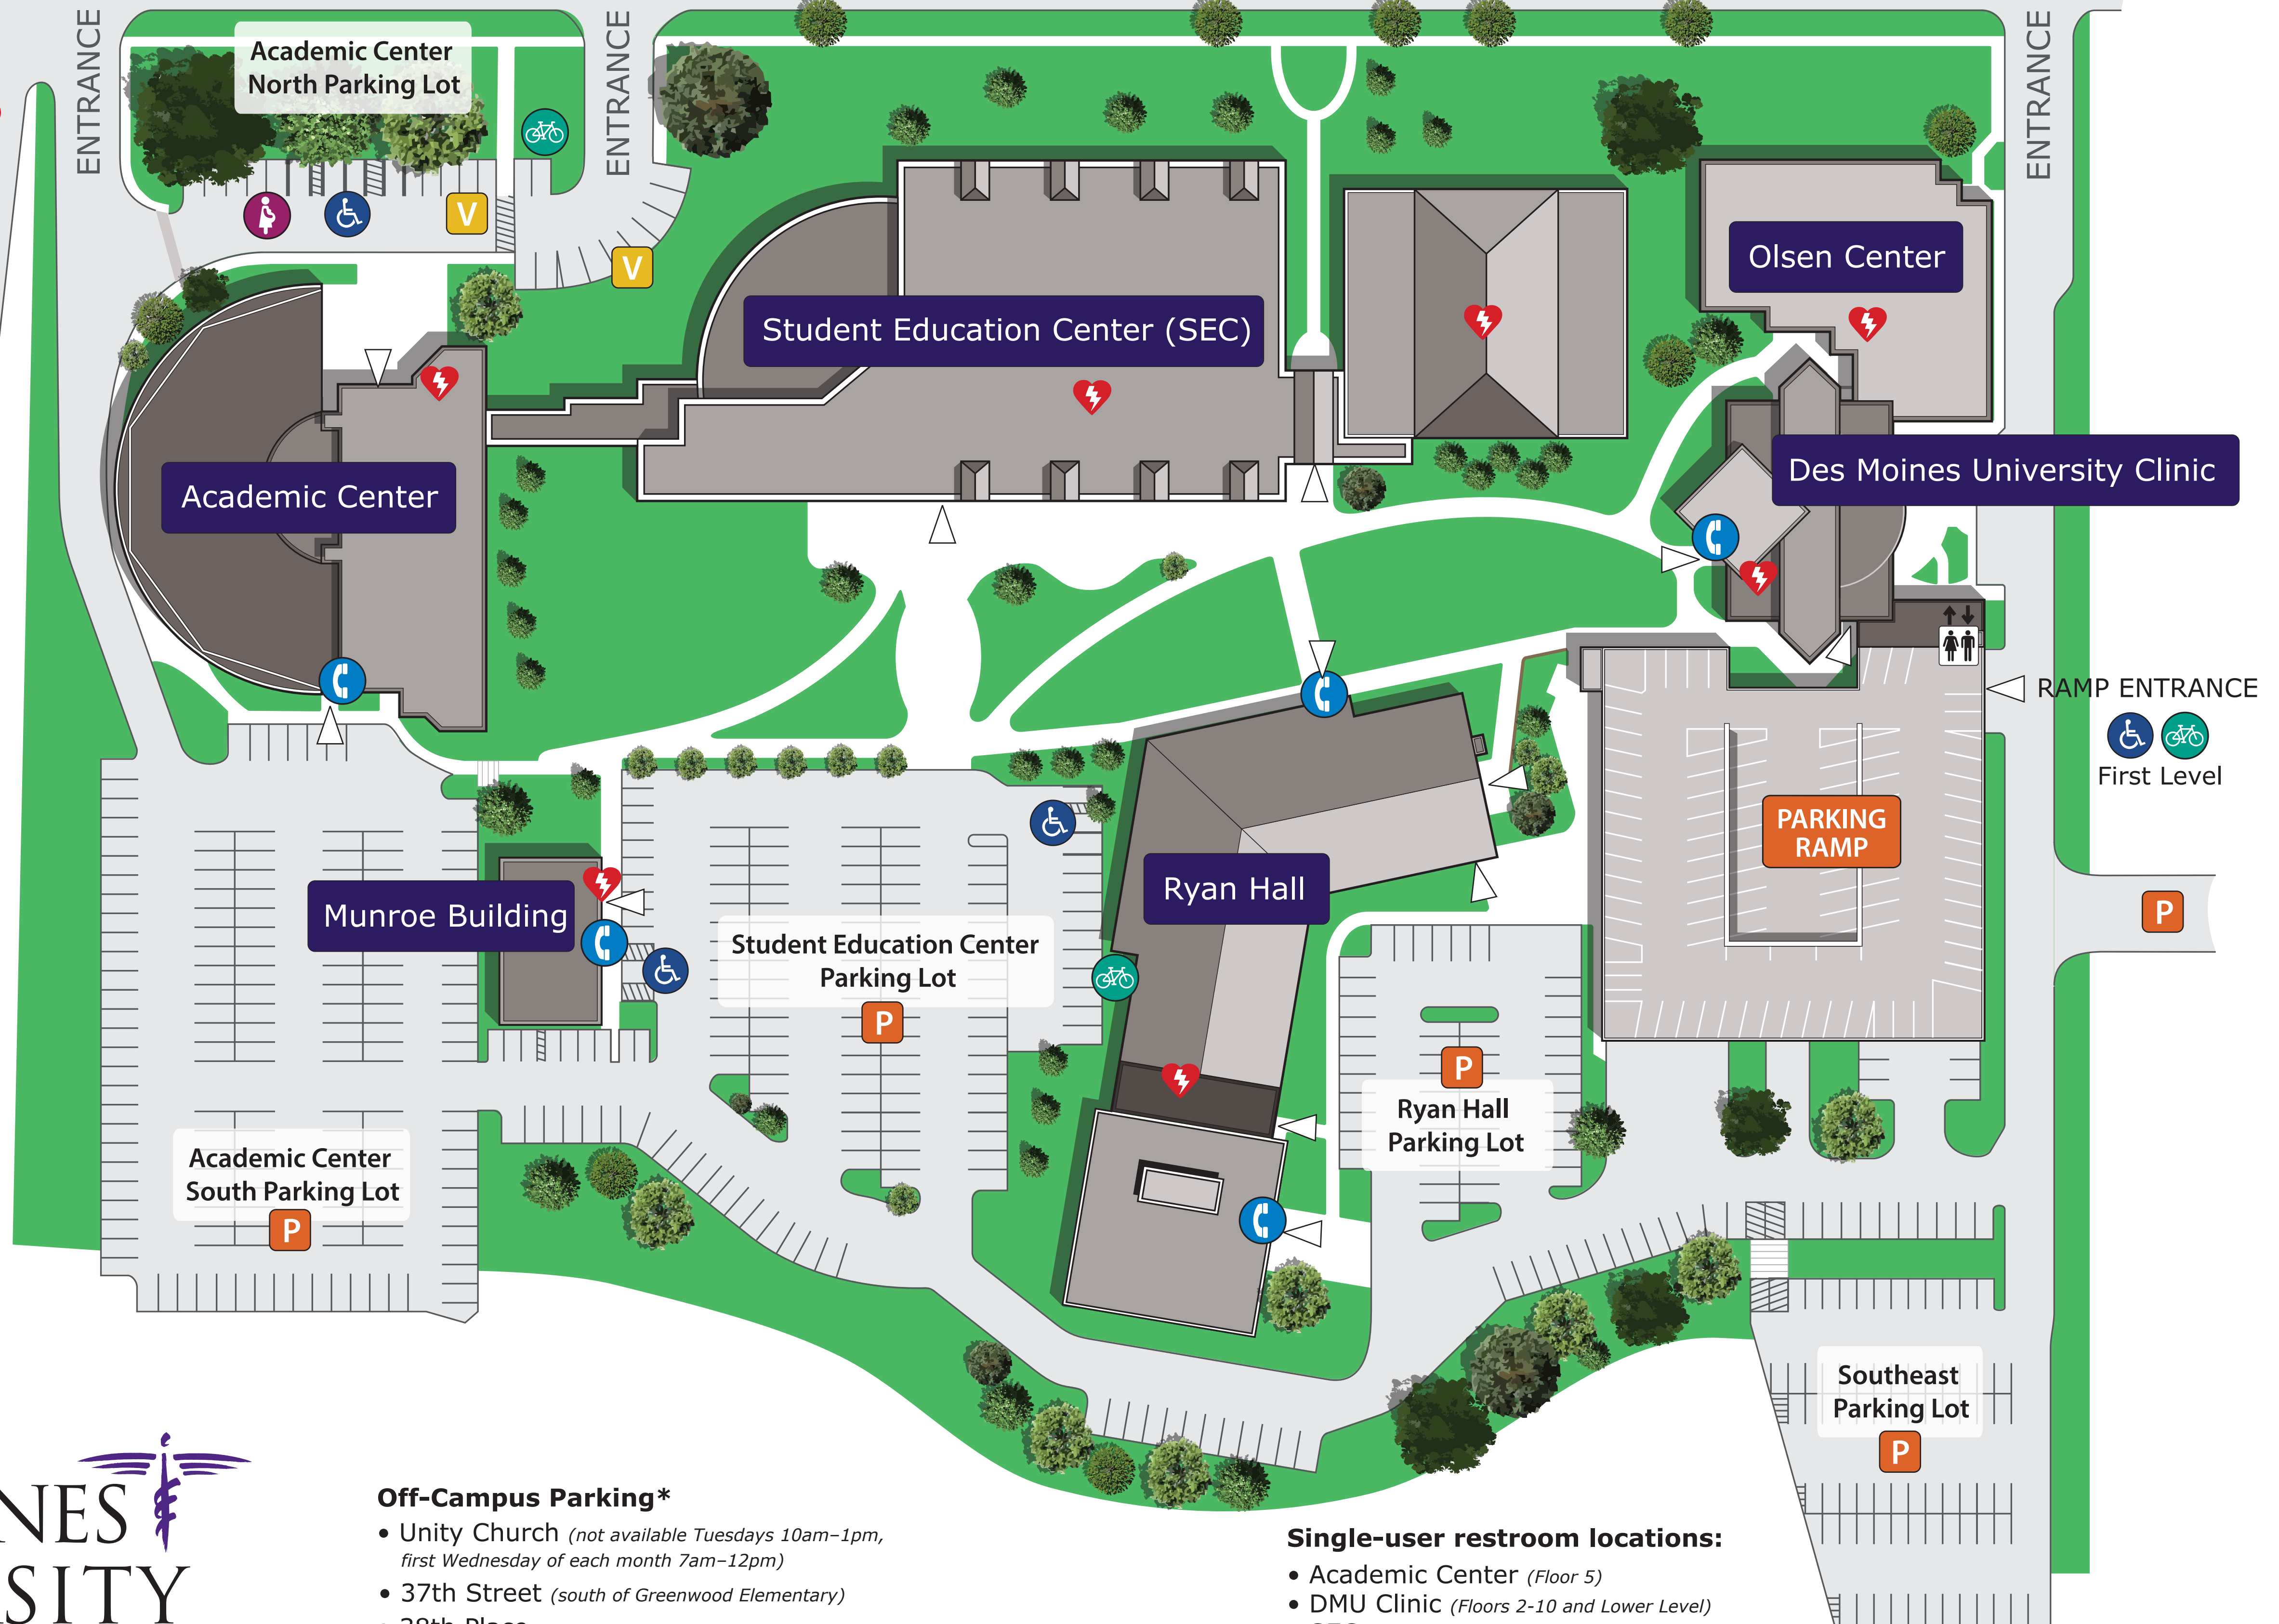 ENTRANCE
Academic Center
North Parking Lot
ENTRANCE
ENTRANCE
V
V
Olsen Center
Student Education Center (SEC)
Academic Center
Des Moines University Clinic
RAMP ENTRANCE
First Level
PARKING
RAMP
Munroe Building
Ryan Hall
P
Student Education Center
Parking Lot
P
P
Ryan Hall
Parking Lot
Academic Center
South Parking Lot
P
Southeast
Parking Lot
P
NES
SITY
Off-Campus Parking*
• Unity Church (not available Tuesdays 10am–1pm,
first Wednesday of each month 7am–12pm)
• 37th Street (south of Greenwood Elementary)
Single-user restroom locations:
• Academic Center (Floor 5)
• DMU Clinic (Floors 2-10 and Lower Level)